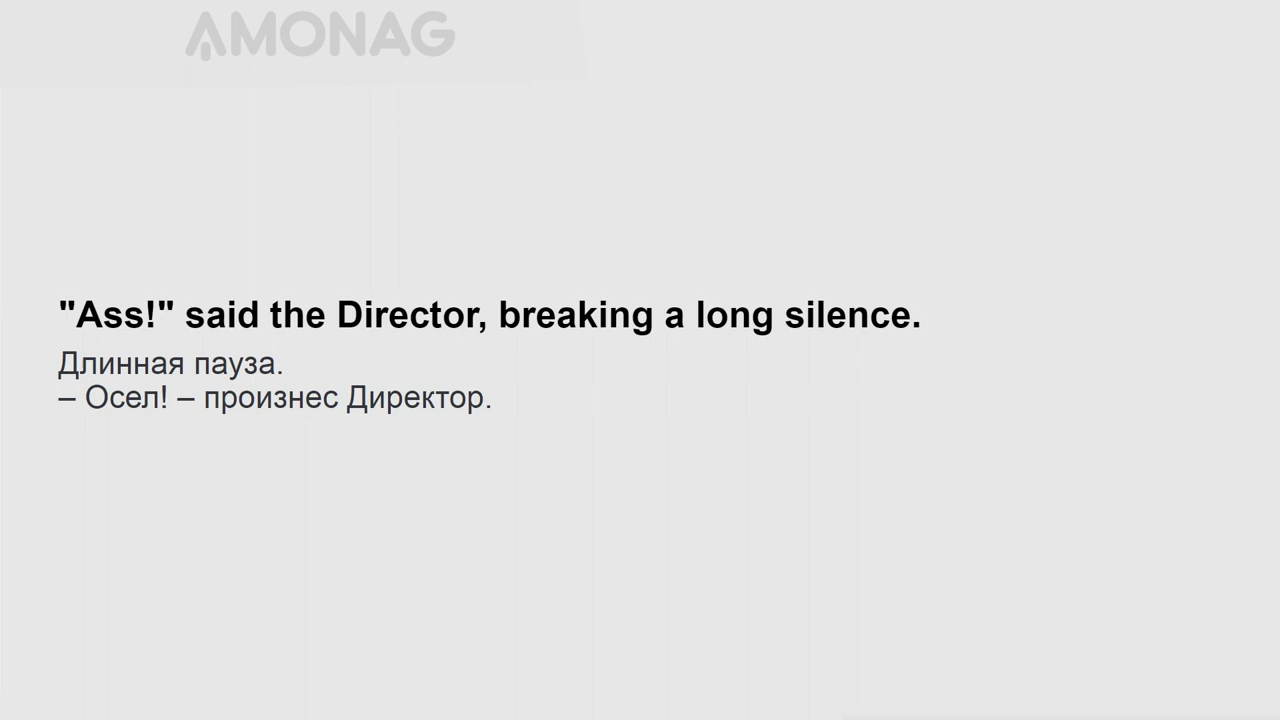 AMONAG
"Ass!" said the Director, breaking a long silence.
Длинная пауза.
– Осел! – произнес Директор.